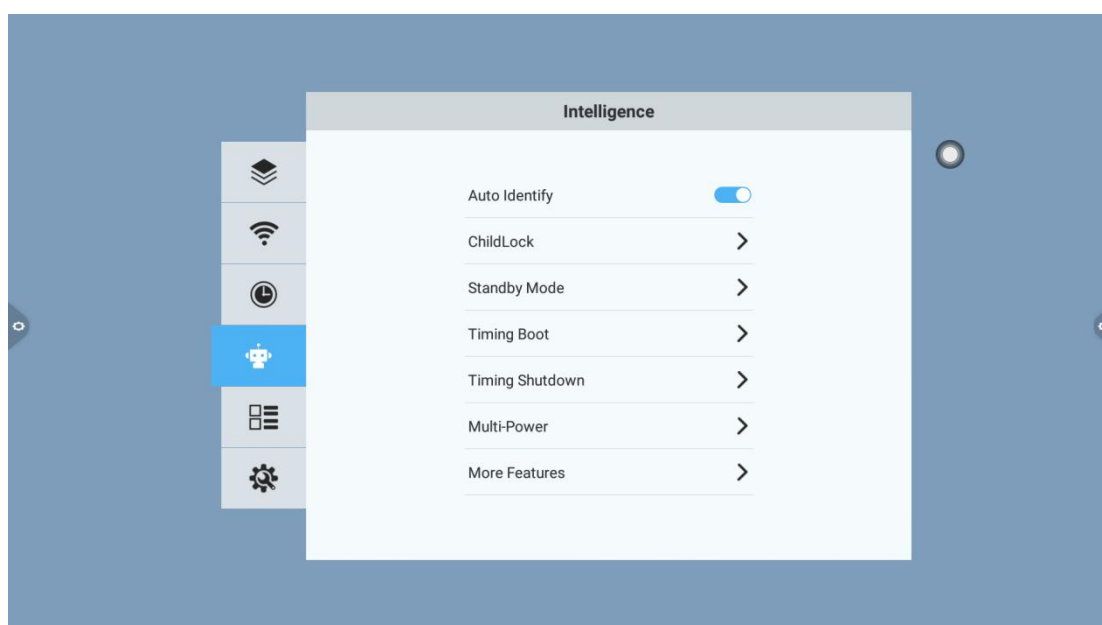 Intelligence
Auto Identify
ChildLock
Standby Mode
Timing Boot
Timing Shutdown
Multi-Power
More Features